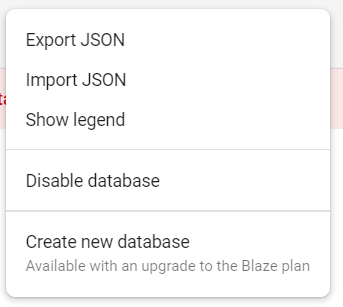 Export JSON
Import JSON
Show legend
Disable database
Create new database
Available with an upgrade to the Blaze plan